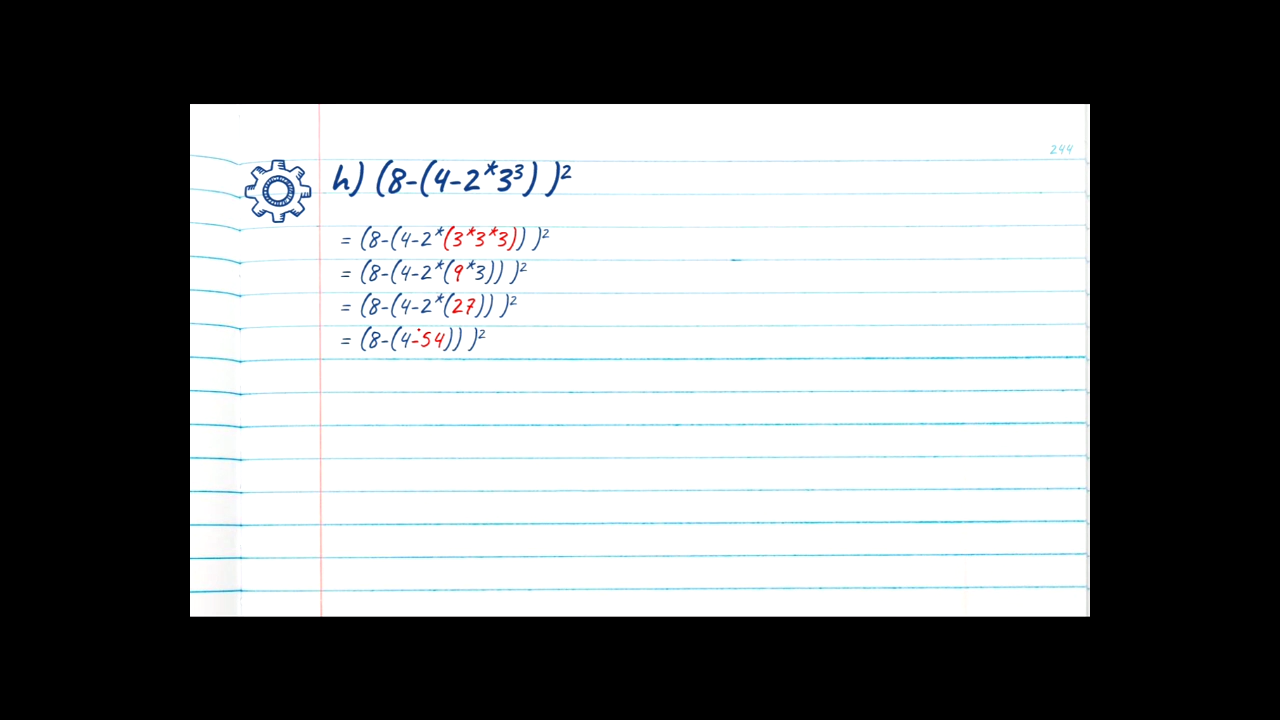 244
h) (8-(4-2*3³) )²
= (8-(4-2*(3*3*3)) )²
= (8-(4-2*(9*3)) )²
= (8-(4-2*(27)) )²
= (8-(4-54)) )²